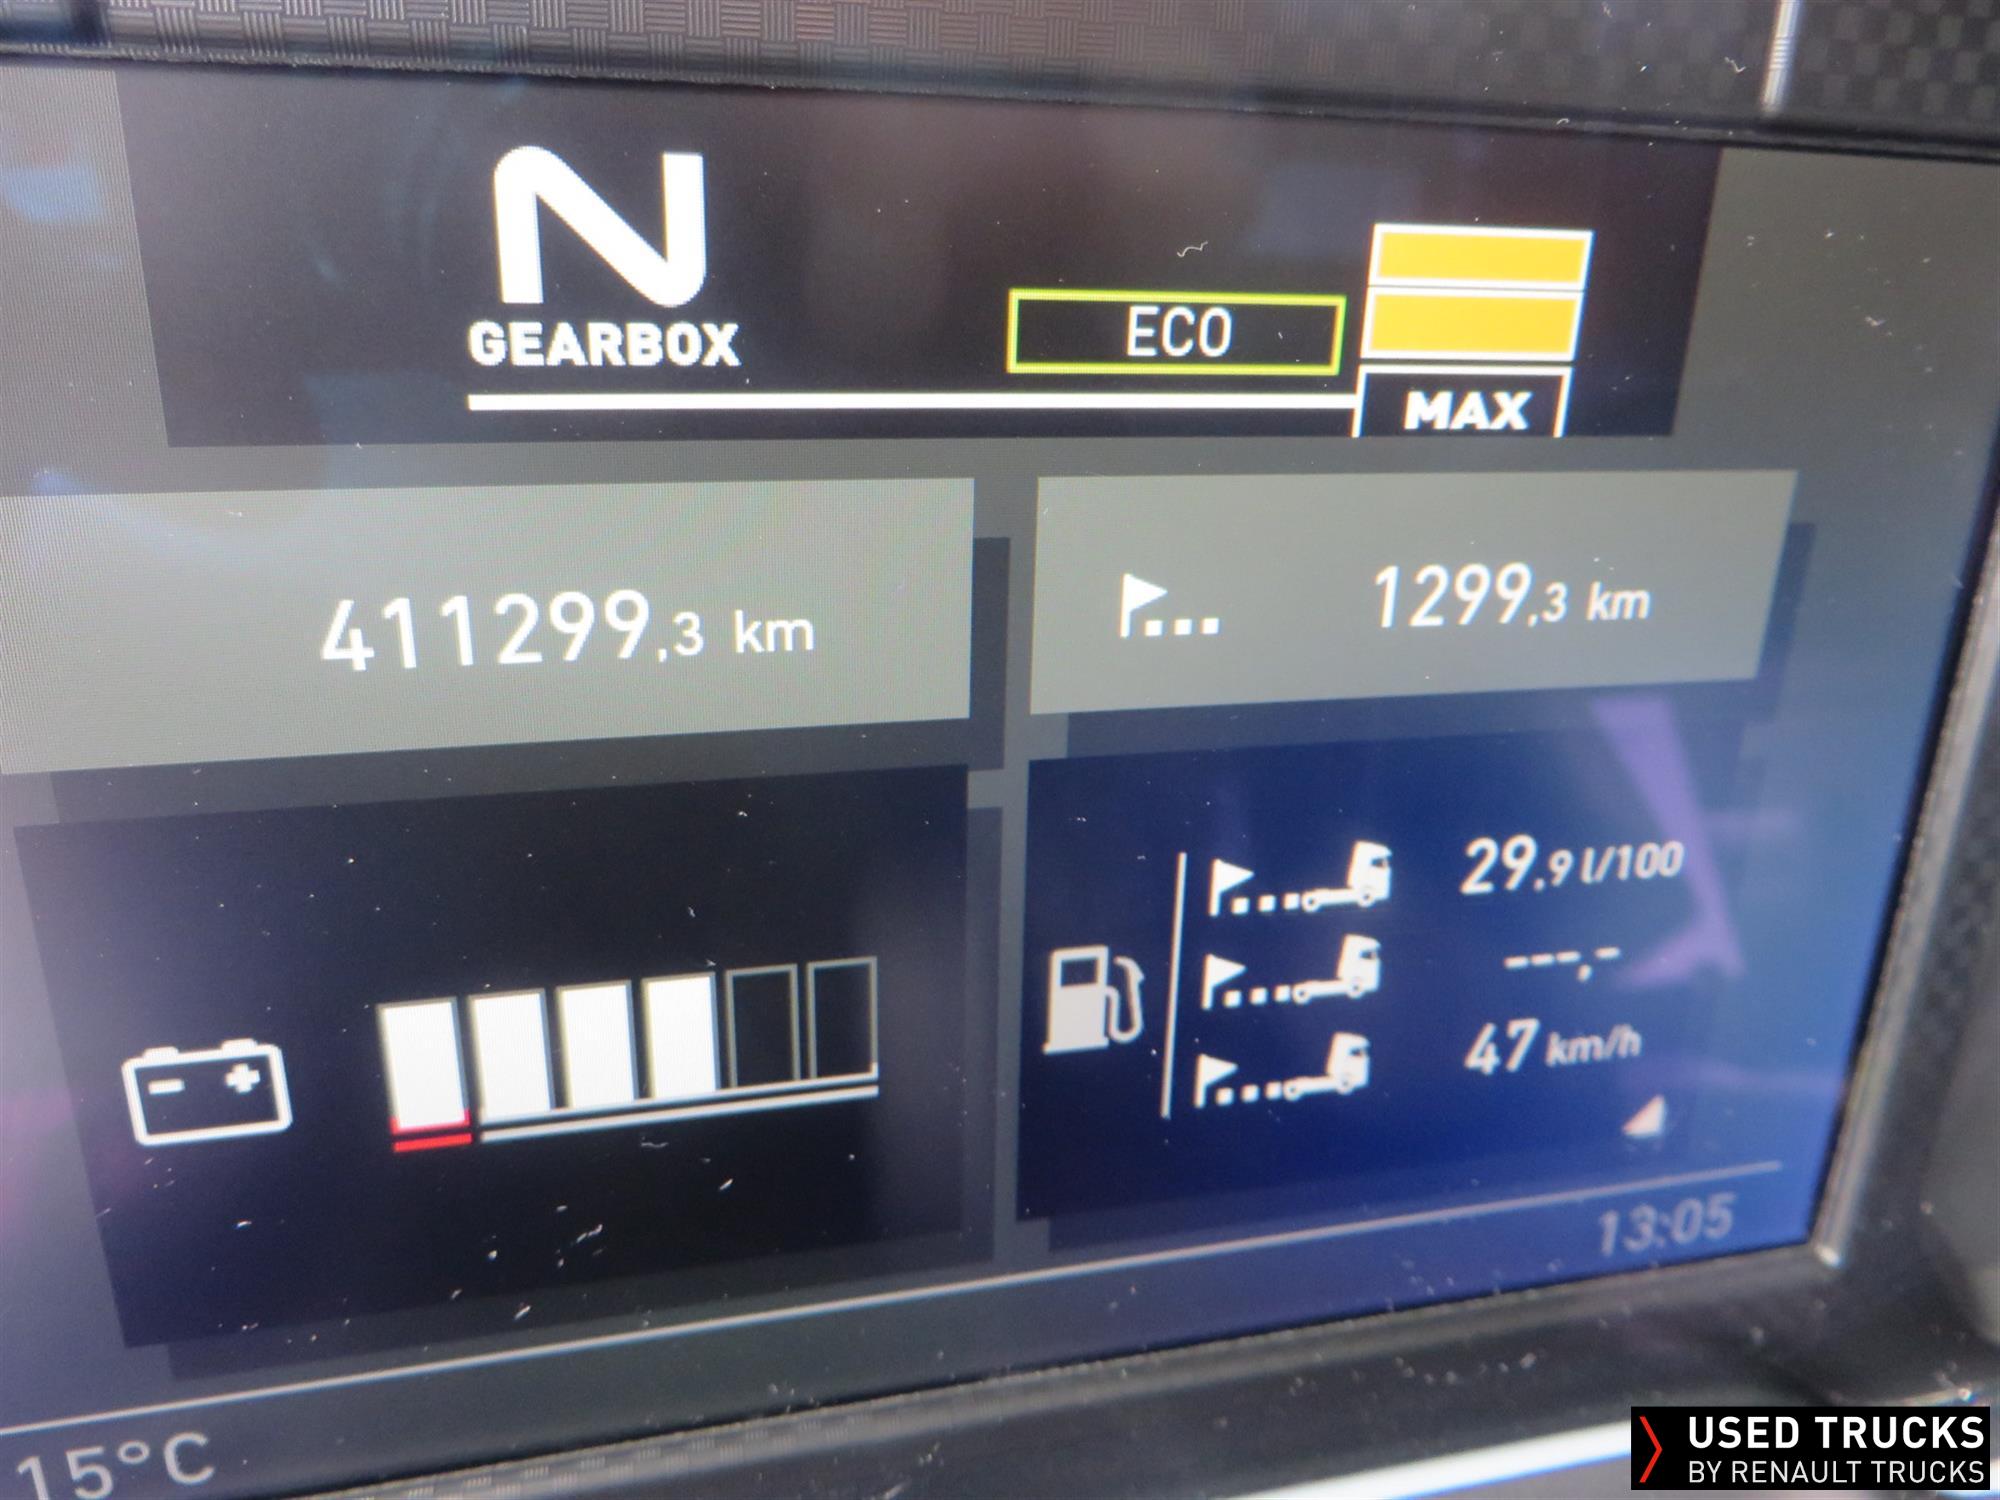 N
GEARBOX
ECO
MAX
411299,3 km
1299,3 km
29.9 l/100
---,-
47 km/h
13:05
15°C
USED TRUCKS
BY RENAULT TRUCKS